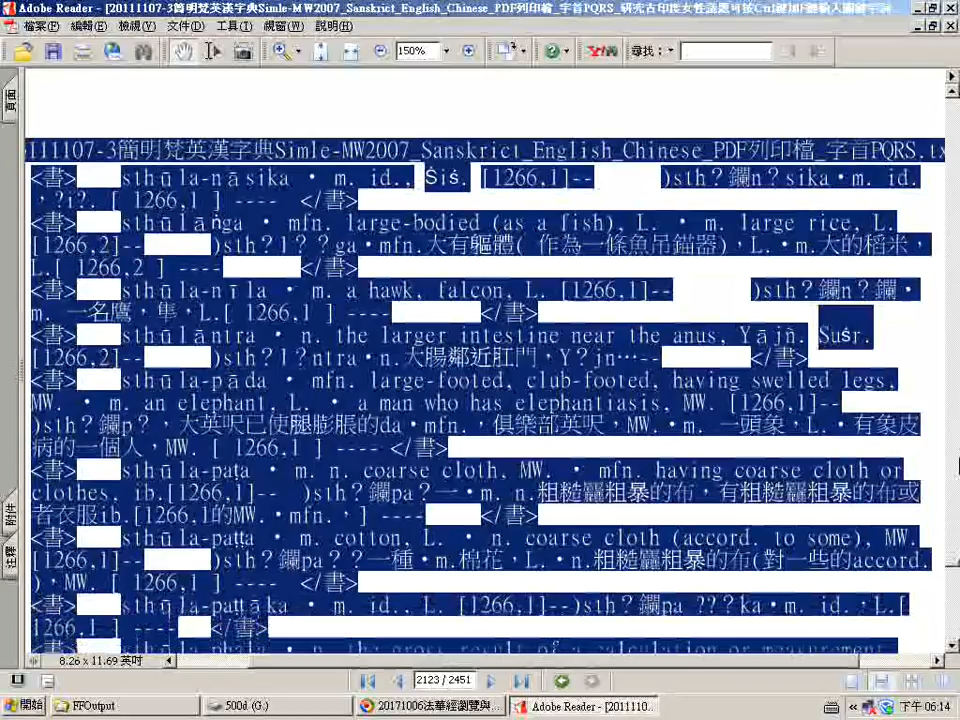 Adobe Reader - [20111107-3簡明梵英漢字典Simle-MW2007_Sanskrict_English_Chinese_PDF列印檔_字首PQRS_研究古印度女性議題可按Ctrl鍵加F鍵輸入關鍵字詞
檔案(F) 編輯(E) 檢視(V) 文件(D) 工具(T) 視窗(W) 說明(H)
150% 尋找:
頁面
111107-3簡明梵英漢字典Simle-MW2007_Sanskrict_English_Chinese_PDF列印檔_字首PQRS.tx
<書> sthūla-nāsika • m. id., Śiś. [1266,1]-- )sth？鑭n？sika•m. id.
，?i?. [ 1266,1 ] ---- </書>
<書> sthūlāṅga • mfn. large-bodied (as a fish), L. • m. large rice, L.
[1266,2]-- )sth？l？？ga•mfn.大有軀體( 作為一條魚吊錨器)，L.•m.大的稻米，
L.[ 1266,2 ] ---- </書>
<書> sthūla-nīla • m. a hawk, falcon, L. [1266,1]-- )sth？鑭n？鑭•
m. 一名鷹，隼，L.[ 1266,1 ] ---- </書>
<書> sthūlāntra • n. the larger intestine near the anus, Yājñ. Suśr.
[1266,2]-- )sth？l？ntra•n.大腸鄰近肛門，Y？jn…-- </書>
<書> sthūla-pāda • mfn. large-footed, club-footed, having swelled legs,
MW. • m. an elephant, L. • a man who has elephantiasis, MW. [1266,1]--
)sth？鑭p？，大英呎已使腿膨脹的da•mfn.，俱樂部英呎，MW.•m. 一頭象，L.•有象皮
病的一個人，MW. [ 1266,1 ] ---- </書>
<書> sthūla-paṭa • m. n. coarse cloth, MW. • mfn. having coarse cloth or
clothes, ib.[1266,1]-- )sth？鑭pa？一•m. n.粗糙麤粗暴的布，有粗糙麤粗暴的布或
者衣服ib.[1266,1的MW.•mfn.，] ---- </書>
<書> sthūla-paṭṭa • m. cotton, L. • n. coarse cloth (accord. to some), MW.
[1266,1]-- )sth？鑭pa？？一種•m.棉花，L.•n.粗糙麤粗暴的布(對一些的accord.
)，MW. [ 1266,1 ] ---- </書>
<書> sthūla-paṭṭāka • m. id., L. [1266,1]--)sth？鑭pa ???ka•m. id.，L.[
1266,1 ] ---- </書>
附件
注釋
8.26 x 11.69 英吋
2123 / 2451
開始 FFOutput 500d (G:) 20171006法華經瀏覽與... Adobe Reader - [2011110... 下午 06:14